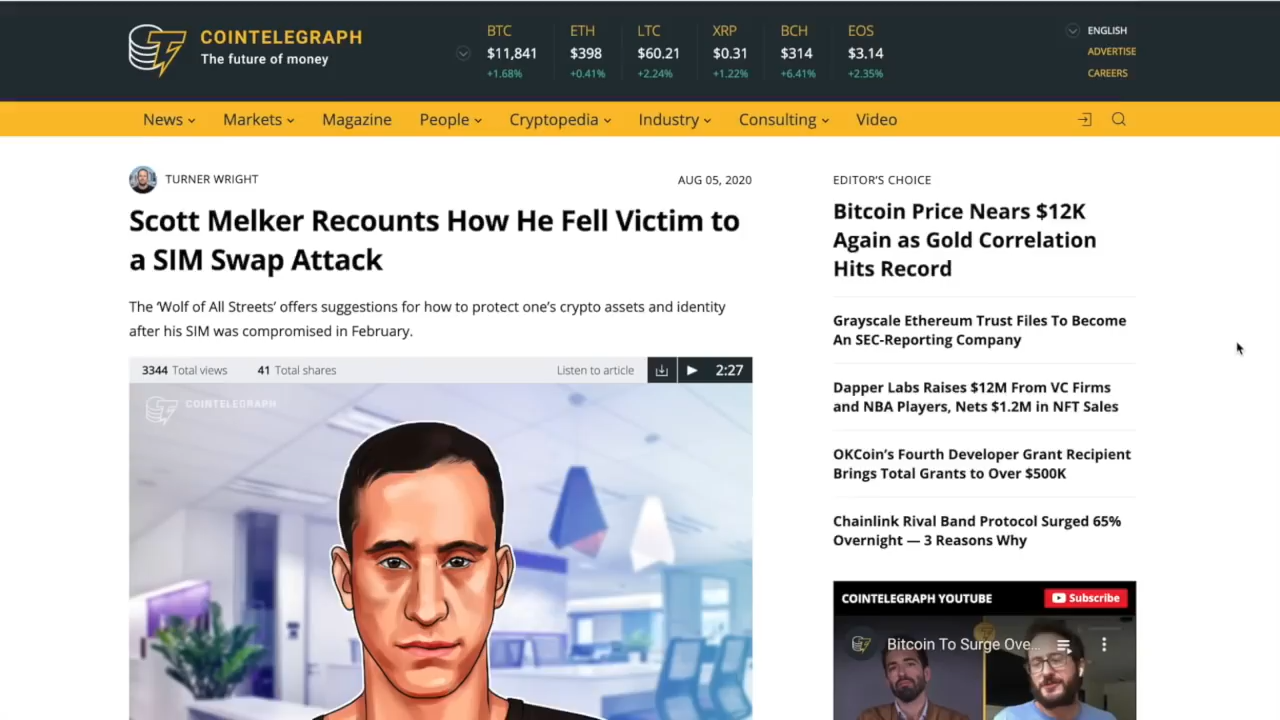 COINTELEGRAPH
The future of money
BTC
$11,841
+1.68%
ETH
$398
+0.41%
LTC
$60.21
+2.24%
XRP
$0.31
+1.22%
BCH
$314
+6.41%
EOS
$3.14
+2.35%
ENGLISH
ADVERTISE
CAREERS
News
Markets
Magazine
People
Cryptopedia
Industry
Consulting
Video
TURNER WRIGHT
AUG 05, 2020
Scott Melker Recounts How He Fell Victim to
a SIM Swap Attack
The ‘Wolf of All Streets’ offers suggestions for how to protect one’s crypto assets and identity
after his SIM was compromised in February.
3344 Total views
41 Total shares
Listen to article
2:27
COINTELEGRAPH
EDITOR’S CHOICE
Bitcoin Price Nears $12K
Again as Gold Correlation
Hits Record
Grayscale Ethereum Trust Files To Become
An SEC-Reporting Company
Dapper Labs Raises $12M From VC Firms
and NBA Players, Nets $1.2M in NFT Sales
OKCoin’s Fourth Developer Grant Recipient
Brings Total Grants to Over $500K
Chainlink Rival Band Protocol Surged 65%
Overnight — 3 Reasons Why
COINTELEGRAPH YOUTUBE
Subscribe
Bitcoin To Surge Ove...